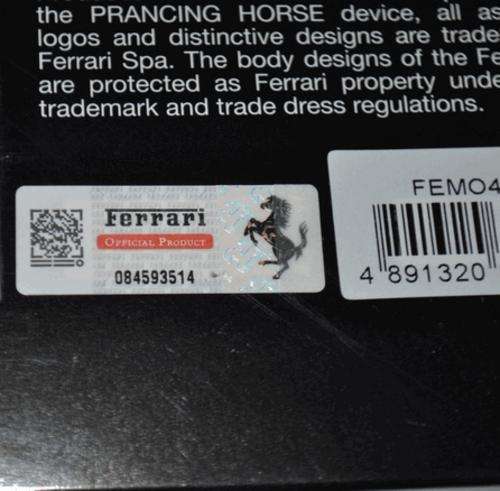 the PRANCING HORSE device, all as
logos and distinctive designs are trade
Ferrari Spa. The body designs of the Fe
are protected as Ferrari property unde
trademark and trade dress regulations.
Ferrari
OFFICIAL PRODUCT
084593514
FEMO4
4 891320